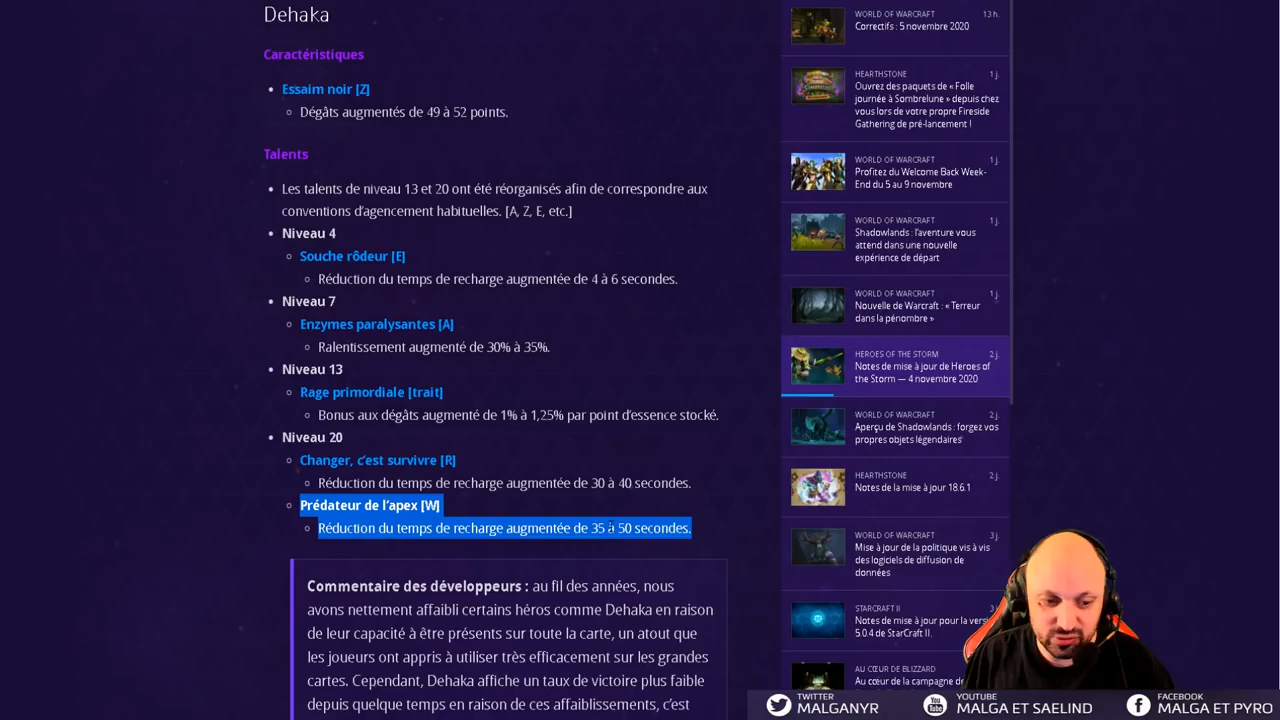 Dehaka
Caractéristiques
Essaim noir [Z]
Dégâts augmentés de 49 à 52 points.
Talents
Les talents de niveau 13 et 20 ont été réorganisés afin de correspondre aux
conventions d'agencement habituelles. [A, Z, E, etc.]
Niveau 4
Souche rôdeur [E]
Réduction du temps de recharge augmentée de 4 à 6 secondes.
Niveau 7
Enzymes paralysantes [A]
Ralentissement augmenté de 30% à 35%.
Niveau 13
Rage primordiale [trait]
Bonus aux dégâts augmenté de 1% à 1,25% par point d'essence stocké.
Niveau 20
Changer, c'est survivre [R]
Réduction du temps de recharge augmentée de 30 à 40 secondes.
Prédateur de l'apex [W]
Réduction du temps de recharge augmentée de 35 à 50 secondes.
Commentaire des développeurs : au fil des années, nous
avons nettement affaibli certains héros comme Dehaka en raison
de leur capacité à être présents sur toute la carte, un atout que
les joueurs ont appris à utiliser très efficacement sur les grandes
cartes. Cependant, Dehaka affiche un taux de victoire plus faible
depuis quelque temps en raison de ces affaiblissements, c'est
WORLD OF WARCRAFT 13 h.
Correctifs : 5 novembre 2020
HEARTHSTONE 1 j.
Ouvrez des paquets de « Folle
journée à Sombrelune » depuis chez
vous lors de votre propre Fireside
Gathering de pré-lancement !
WORLD OF WARCRAFT 1 j.
Profitez du Welcome Back Week-
End du 5 au 9 novembre
WORLD OF WARCRAFT 1 j.
Shadowlands : l'aventure vous
attend dans une nouvelle
expérience de départ
WORLD OF WARCRAFT 1 j.
Nouvelle de Warcraft : « Terreur
dans la pénombre »
HEROES OF THE STORM 2 j.
Notes de mise à jour de Heroes of
the Storm — 4 novembre 2020
WORLD OF WARCRAFT 2 j.
Aperçu de Shadowlands : forgez vos
propres objets légendaires
HEARTHSTONE 2 j.
Notes de la mise à jour 18.6.1
WORLD OF WARCRAFT 3 j.
Mise à jour de la politique vis à vis
des logiciels de diffusion de
données
STARCRAFT II 3
Notes de mise à jour pour la
5.0.4 de StarCraft II.
AU CŒUR DE BLIZZARD
Au cœur de la campagne
TWITTER
MALGANYR
YOUTUBE
MALGA ET SAELIND
FACEBOOK
MALGA ET PYRO